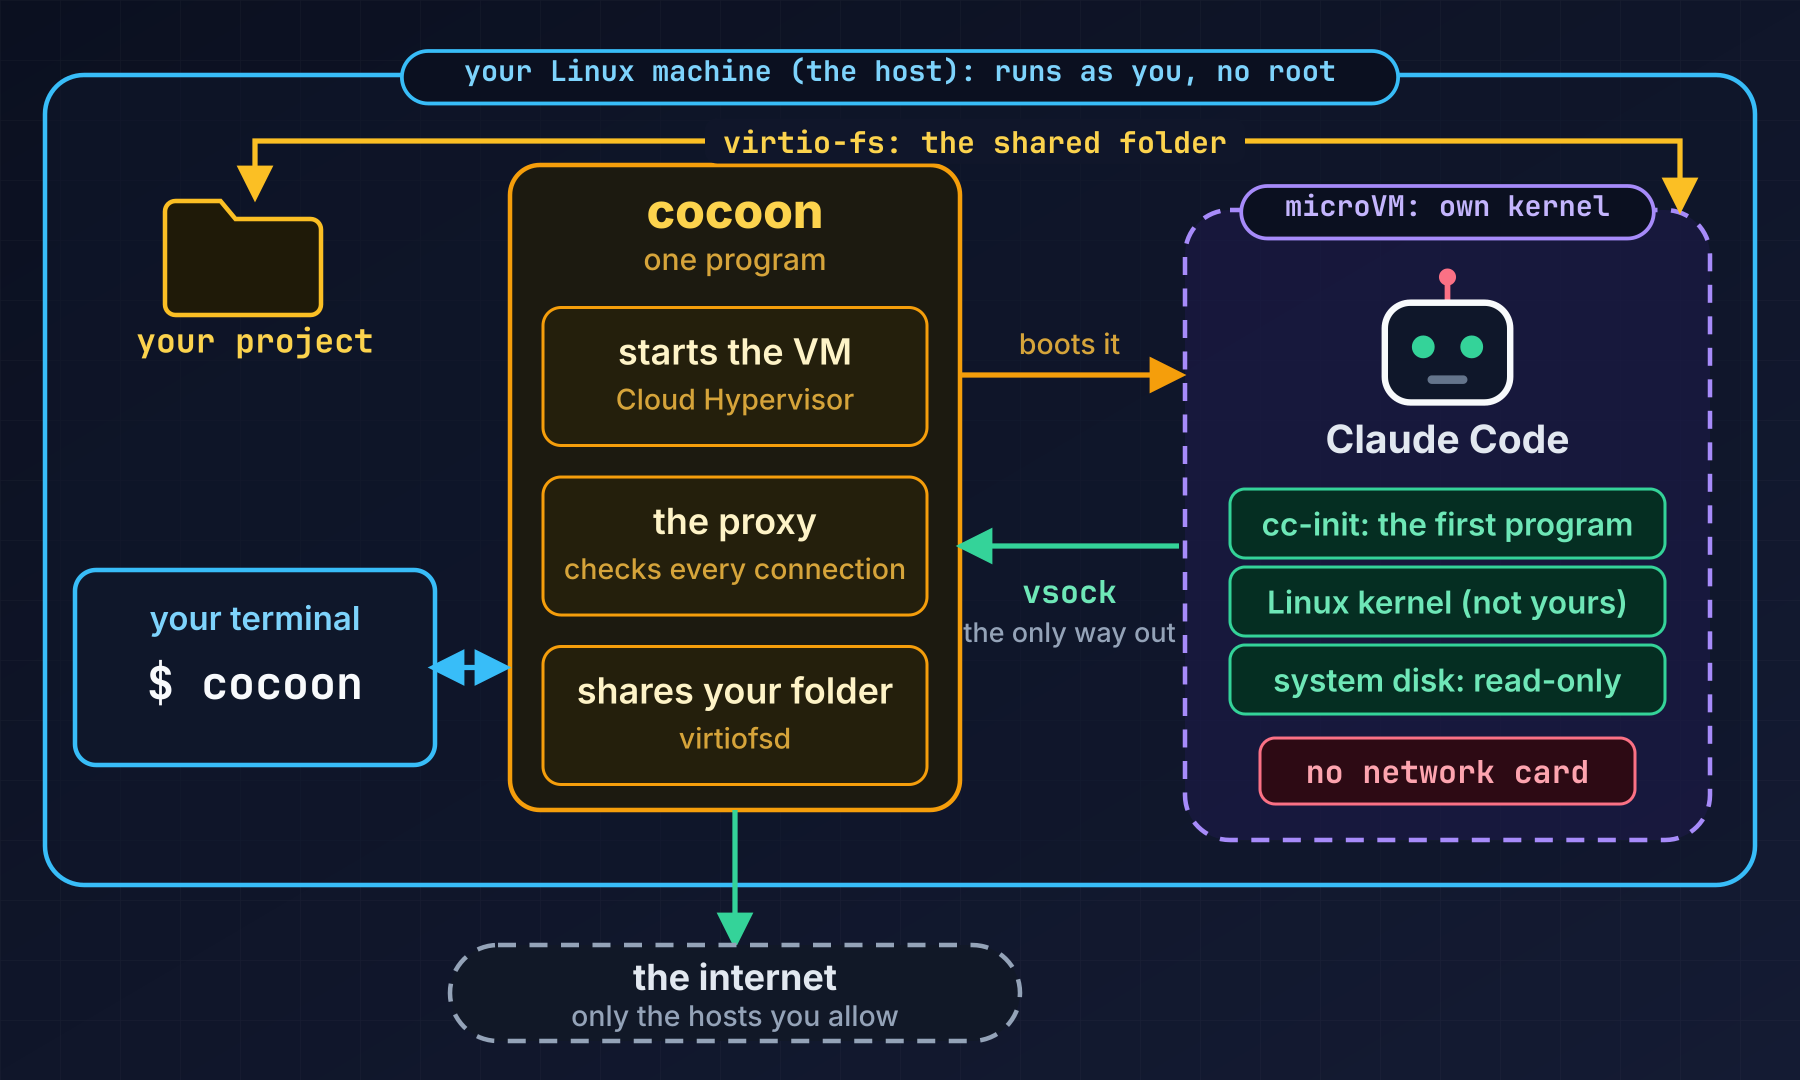 your Linux machine (the host): runs as you, no root
virtio-fs: the shared folder
your project
your terminal
$ cocoon
cocoon
one program
starts the VM
Cloud Hypervisor
the proxy
checks every connection
shares your folder
virtiofsd
boots it
vsock
the only way out
microVM: own kernel
Claude Code
cc-init: the first program
Linux kernel (not yours)
system disk: read-only
no network card
the internet
only the hosts you allow